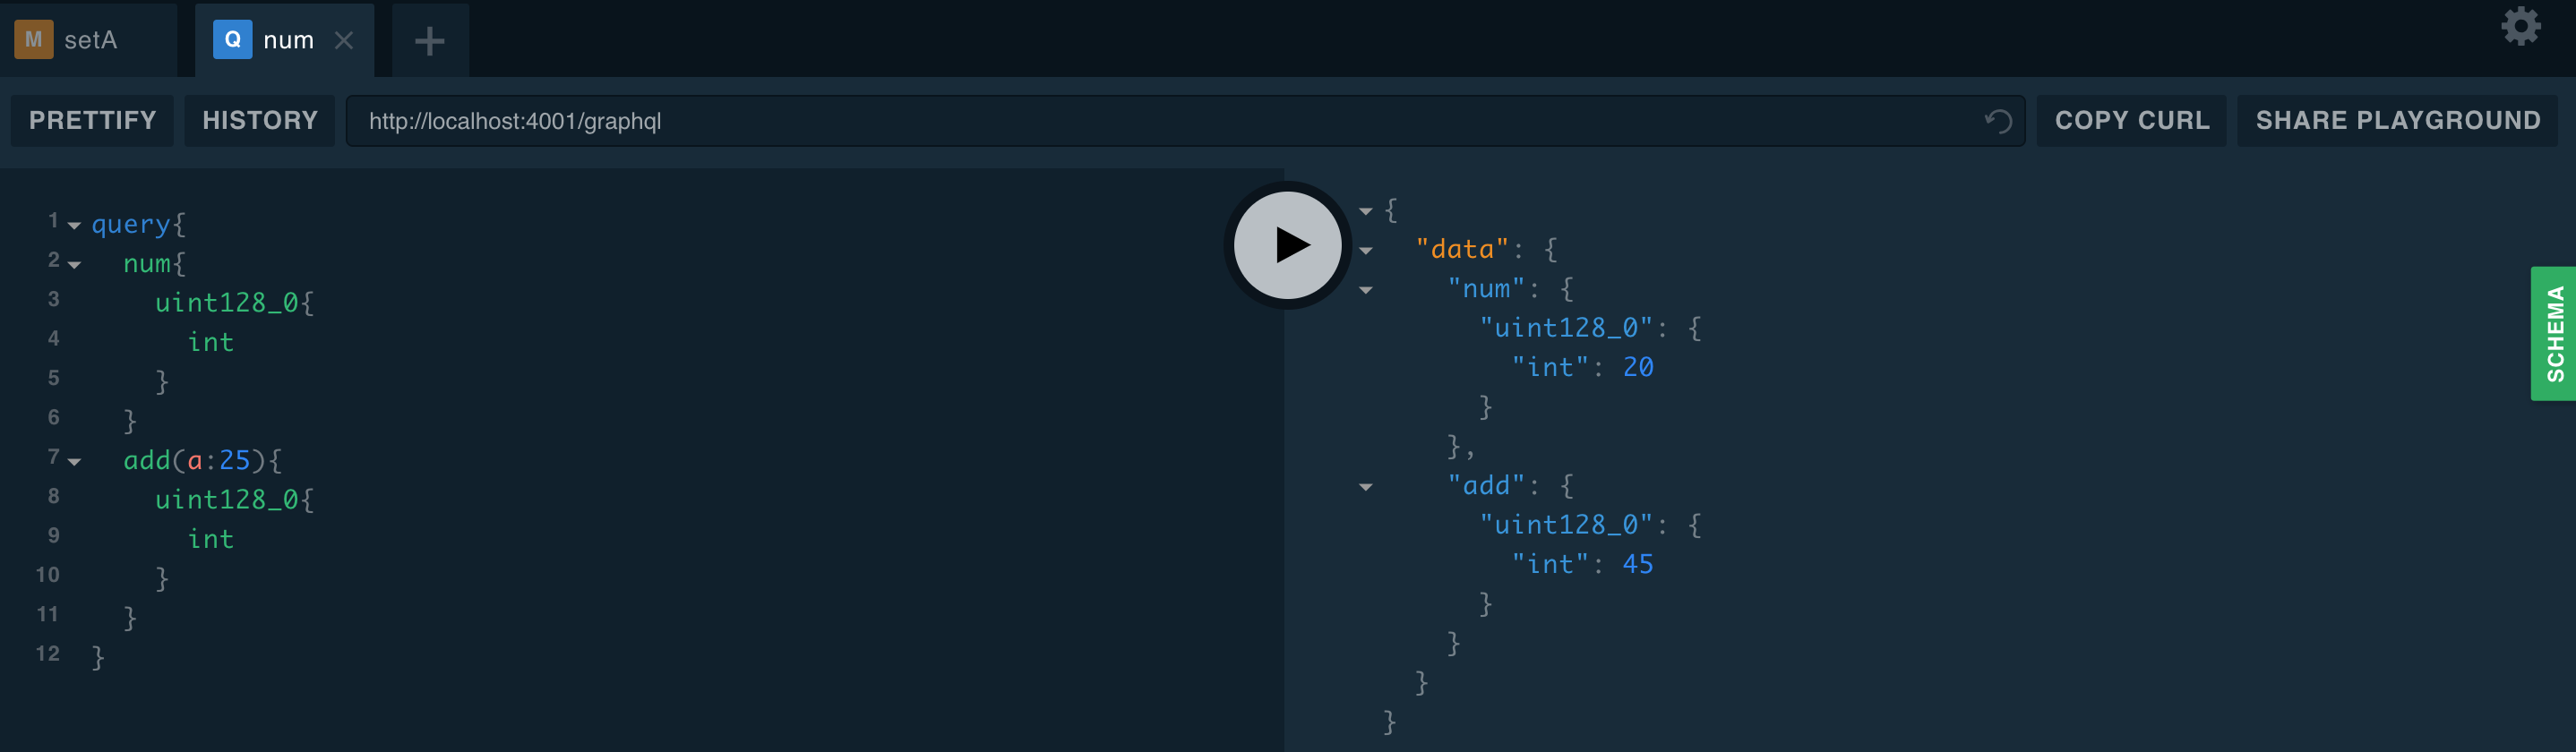 M setA Q num
PRETTIFY HISTORY http://localhost:4001/graphql COPY CURL SHARE PLAYGROUND
1 query{
2 num{
3 uint128_0{
4 int
5 }
6 }
7 add(a:25){
8 uint128_0{
9 int
10 }
11 }
12 }
{
"data": {
"num": {
"uint128_0": {
"int": 20
}
},
"add": {
"uint128_0": {
"int": 45
}
}
}
}
SCHEMA